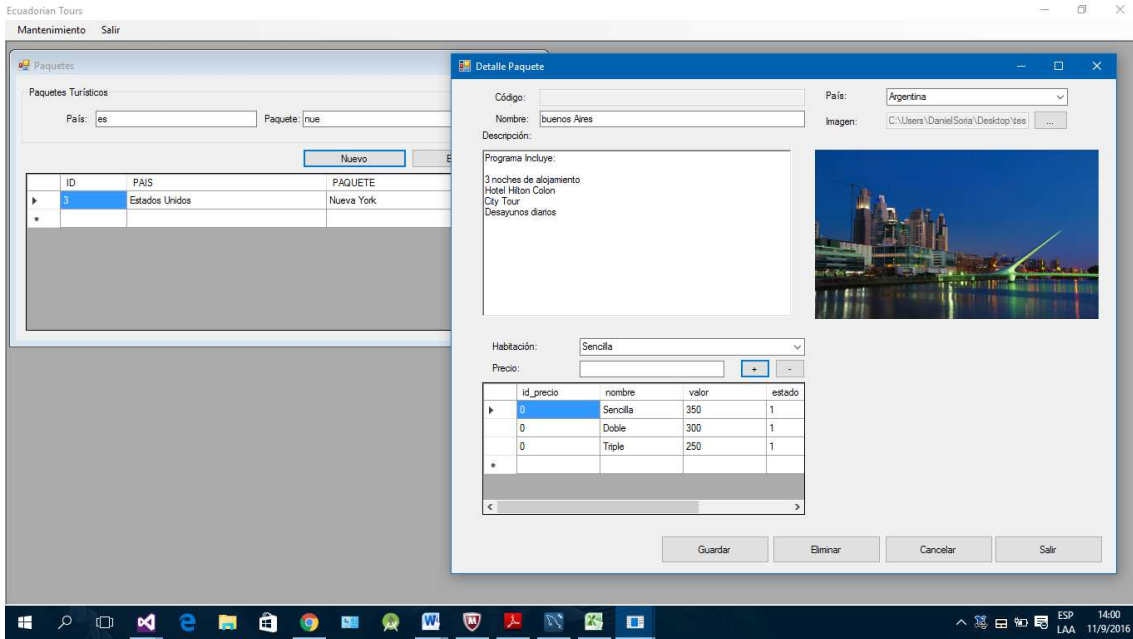 Ecuadorian Tours
Mantenimiento Salir
Paquetes
Paquetes Turísticos
País: es Paquete: nue
Nuevo E
ID PAIS PAQUETE
3 Estados Unidos Nueva York
*
Detalle Paquete
Código:
Nombre: buenos Aires
Descripción:
Programa Incluye:
3 noches de alojamiento
Hotel Hilton Colon
City Tour
Desayunos diarios
País: Argentina
Imagen: C:\Users\DanielSoria\Desktop\tes ...
Habitación: Sencilla
Precio: + -
id_precio nombre valor estado
0 Sencilla 350 1
0 Doble 300 1
0 Triple 250 1
*
Guardar Eliminar Cancelar Salir
ESP 14:00
LAA 11/9/2016